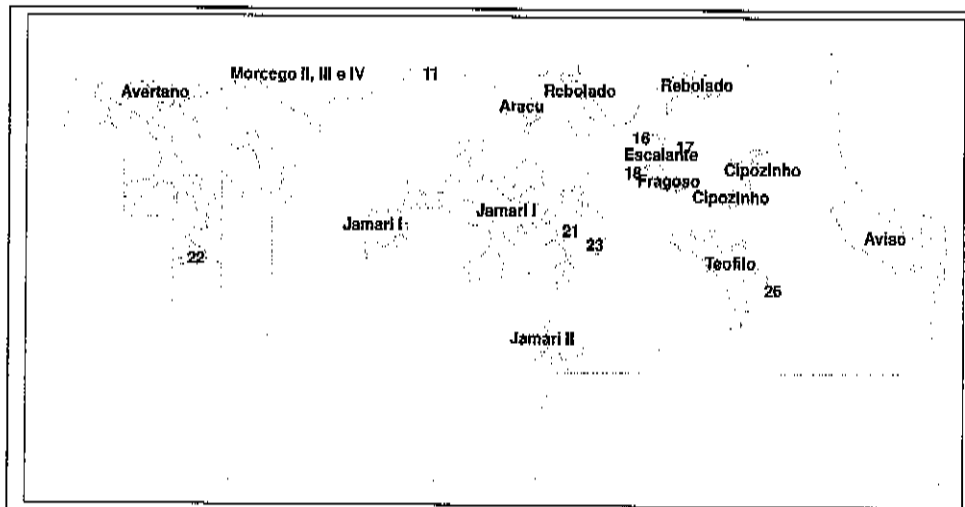 Morcego II, III e IV
11
Avertano
Rebolado
Rebolado
Aracu
16
17
Escalante
18
Fragoso
Cipozinho
Cipozinho
Jamari I
Jamari I
21
23
22
Aviso
Teofilo
25
Jamari II